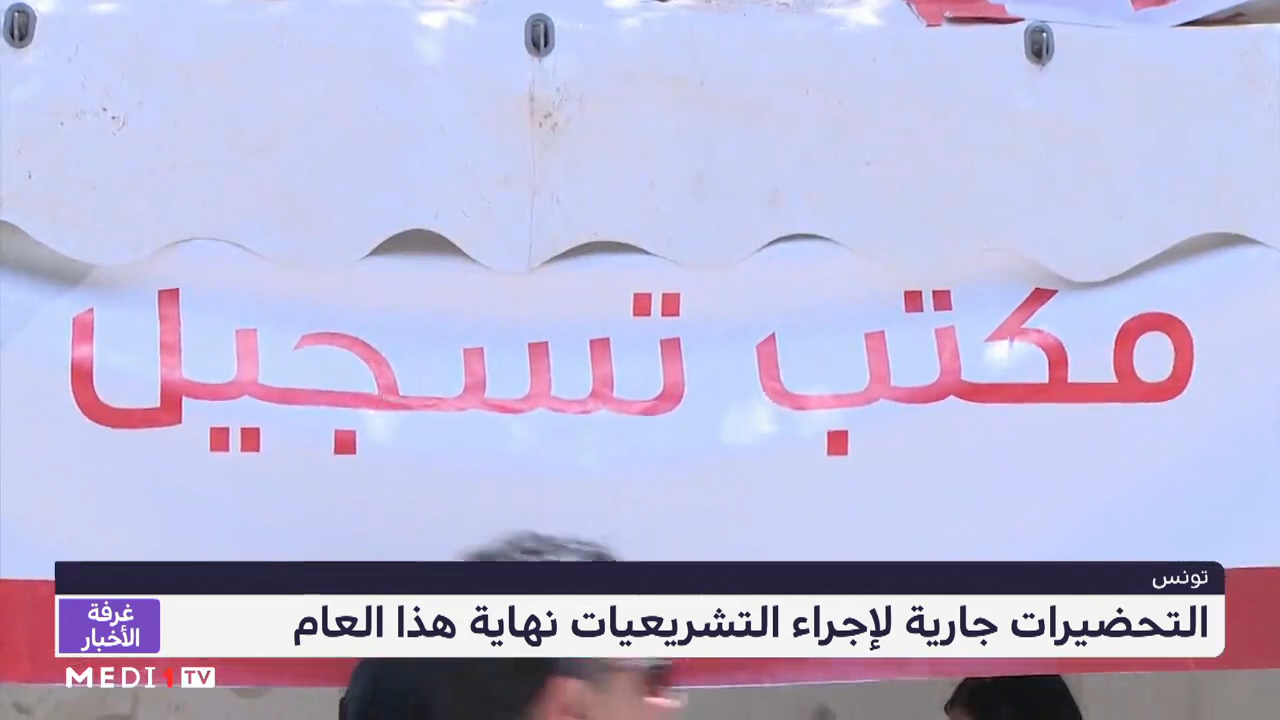 مكتب تسجيل
تونس
التحضيرات جارية لإجراء التشريعيات نهاية هذا العام
غرفة
الأخبار
MEDI1TV